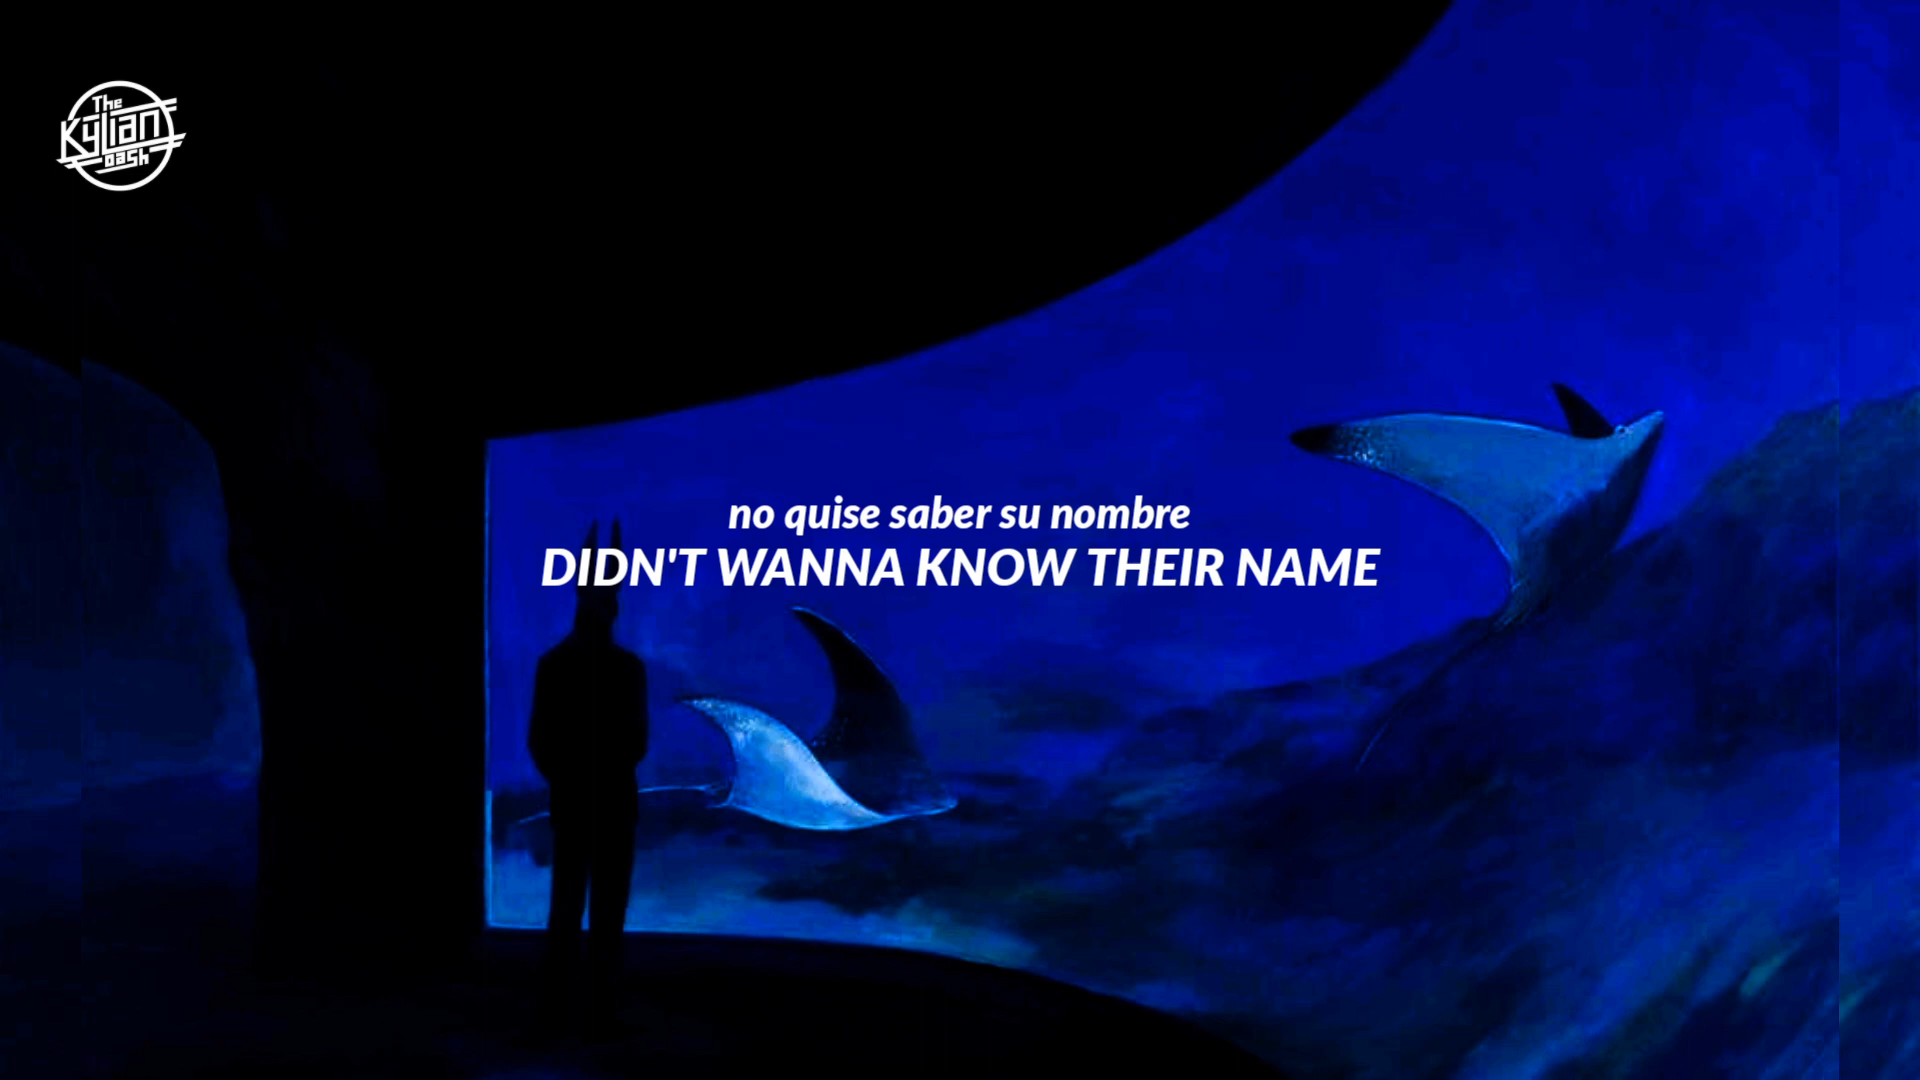 The
Kylian
Dash
no quise saber su nombre
DIDN'T WANNA KNOW THEIR NAME